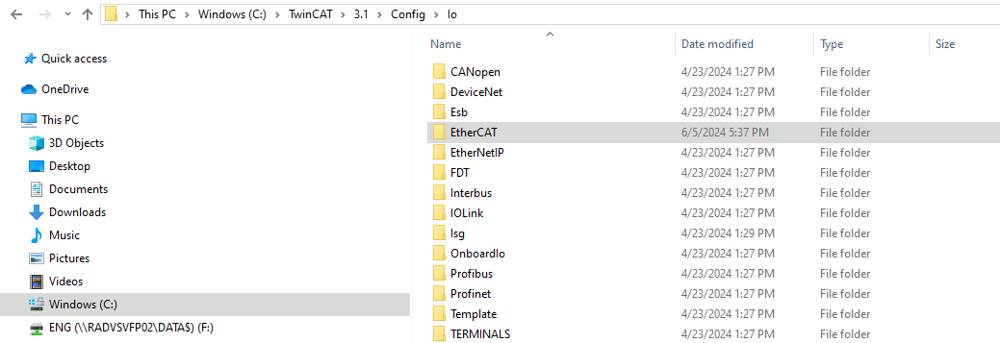 This PC > Windows (C:) > TwinCAT > 3.1 > Config > Io
Quick access
OneDrive
This PC
3D Objects
Desktop
Documents
Downloads
Music
Pictures
Videos
Windows (C:)
ENG (\\RADVSVFP02\DATA$) (F:)
Name Date modified Type Size
CANopen 4/23/2024 1:27 PM File folder
DeviceNet 4/23/2024 1:27 PM File folder
Esb 4/23/2024 1:27 PM File folder
EtherCAT 6/5/2024 5:37 PM File folder
EtherNetIP 4/23/2024 1:27 PM File folder
FDT 4/23/2024 1:27 PM File folder
Interbus 4/23/2024 1:27 PM File folder
IOLink 4/23/2024 1:27 PM File folder
Isg 4/23/2024 1:29 PM File folder
OnboardIo 4/23/2024 1:27 PM File folder
Profibus 4/23/2024 1:27 PM File folder
Profinet 4/23/2024 1:27 PM File folder
Template 4/23/2024 1:27 PM File folder
TERMINALS 4/23/2024 1:27 PM File folder